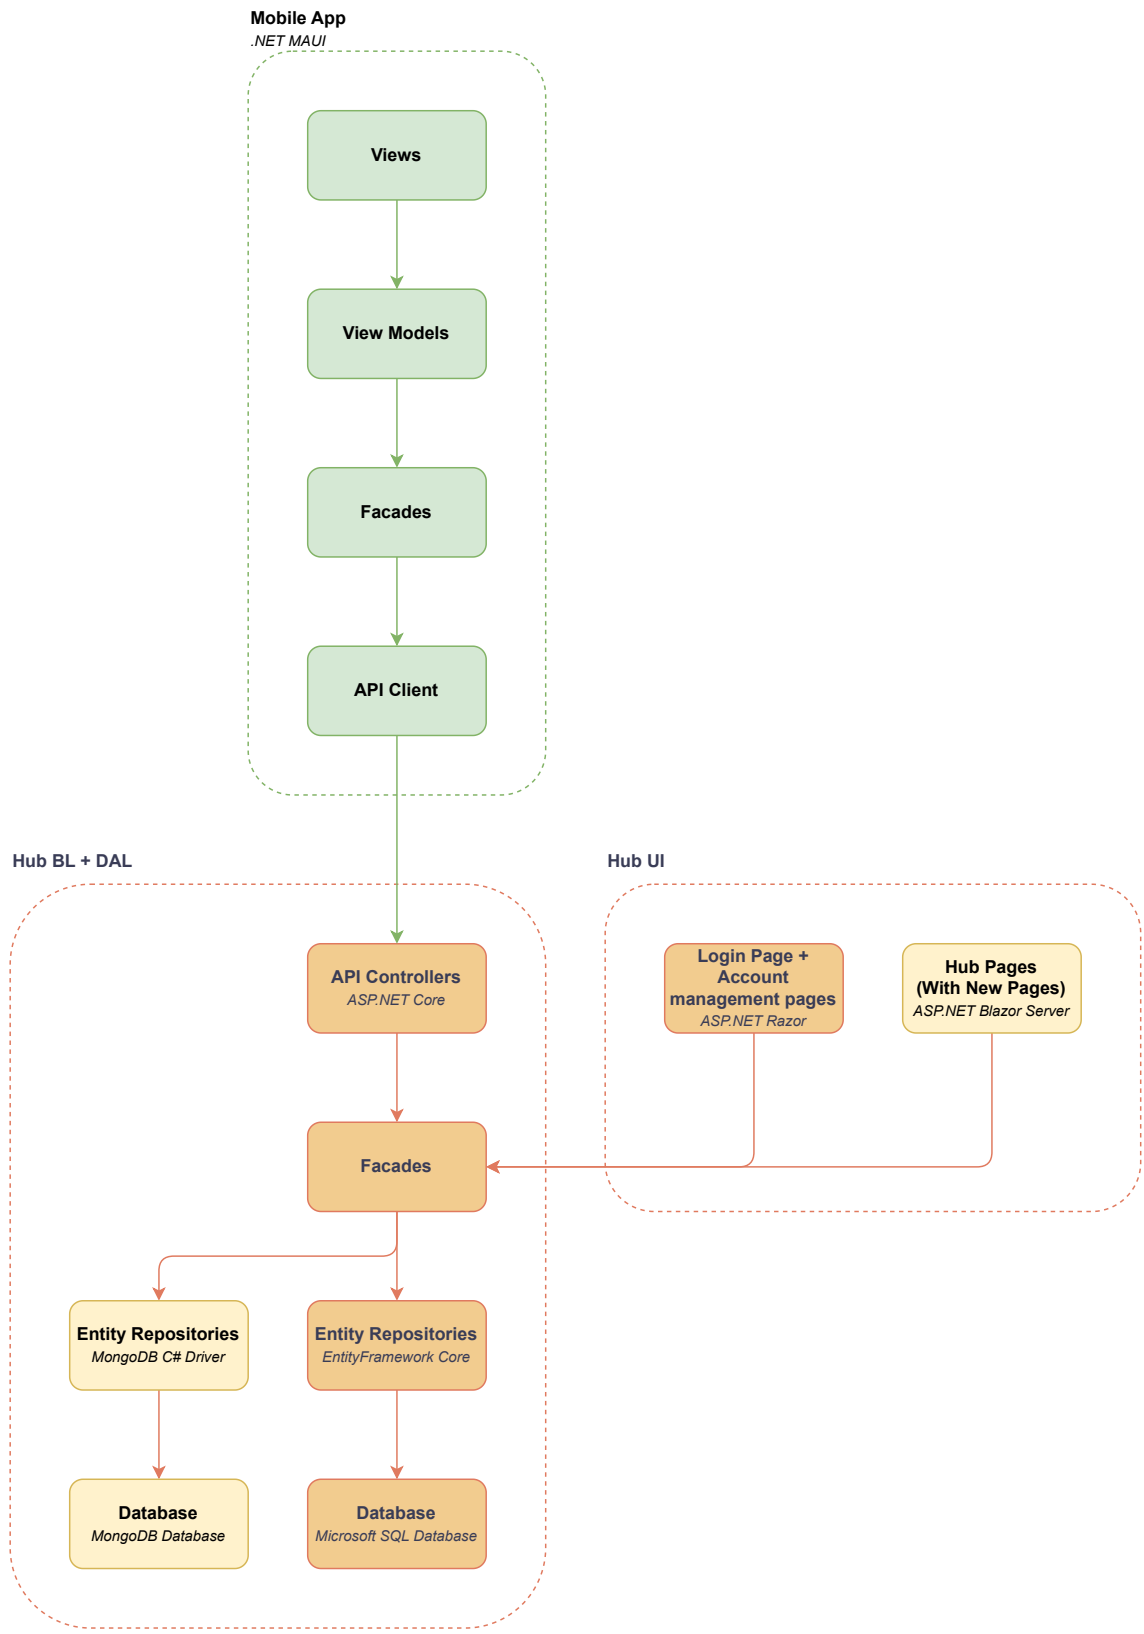 Mobile App
.NET MAUI
Views
View Models
Facades
API Client
Hub BL + DAL
Hub UI
API Controllers
ASP.NET Core
Login Page +
Account
management pages
ASP.NET Razor
Hub Pages
(With New Pages)
ASP.NET Blazor Server
Facades
Entity Repositories
MongoDB C# Driver
Entity Repositories
EntityFramework Core
Database
MongoDB Database
Database
Microsoft SQL Database